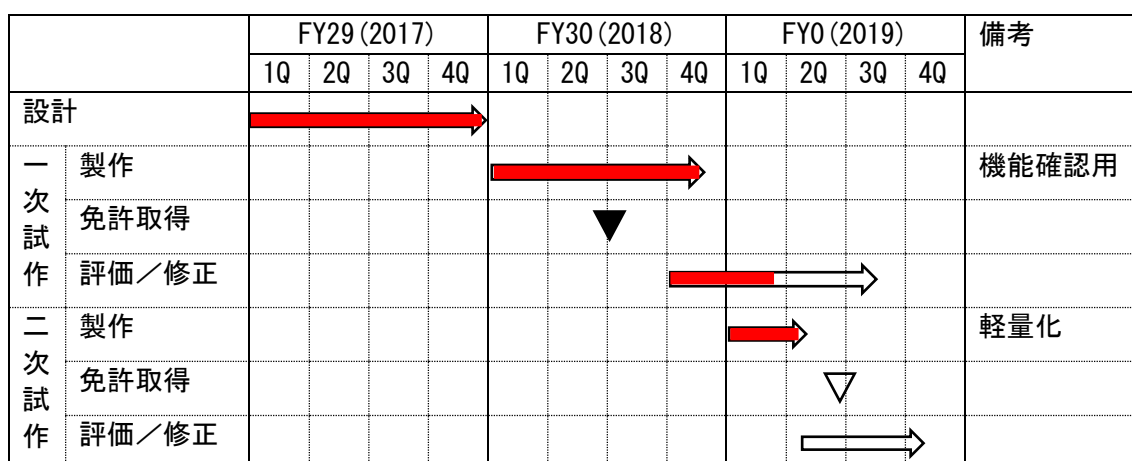 FY29(2017) FY30(2018) FY0(2019) 備考
1Q 2Q 3Q 4Q 1Q 2Q 3Q 4Q 1Q 2Q 3Q 4Q
設計
一次試作
製作 機能確認用
免許取得
評価／修正
二次試作
製作 軽量化
免許取得
評価／修正